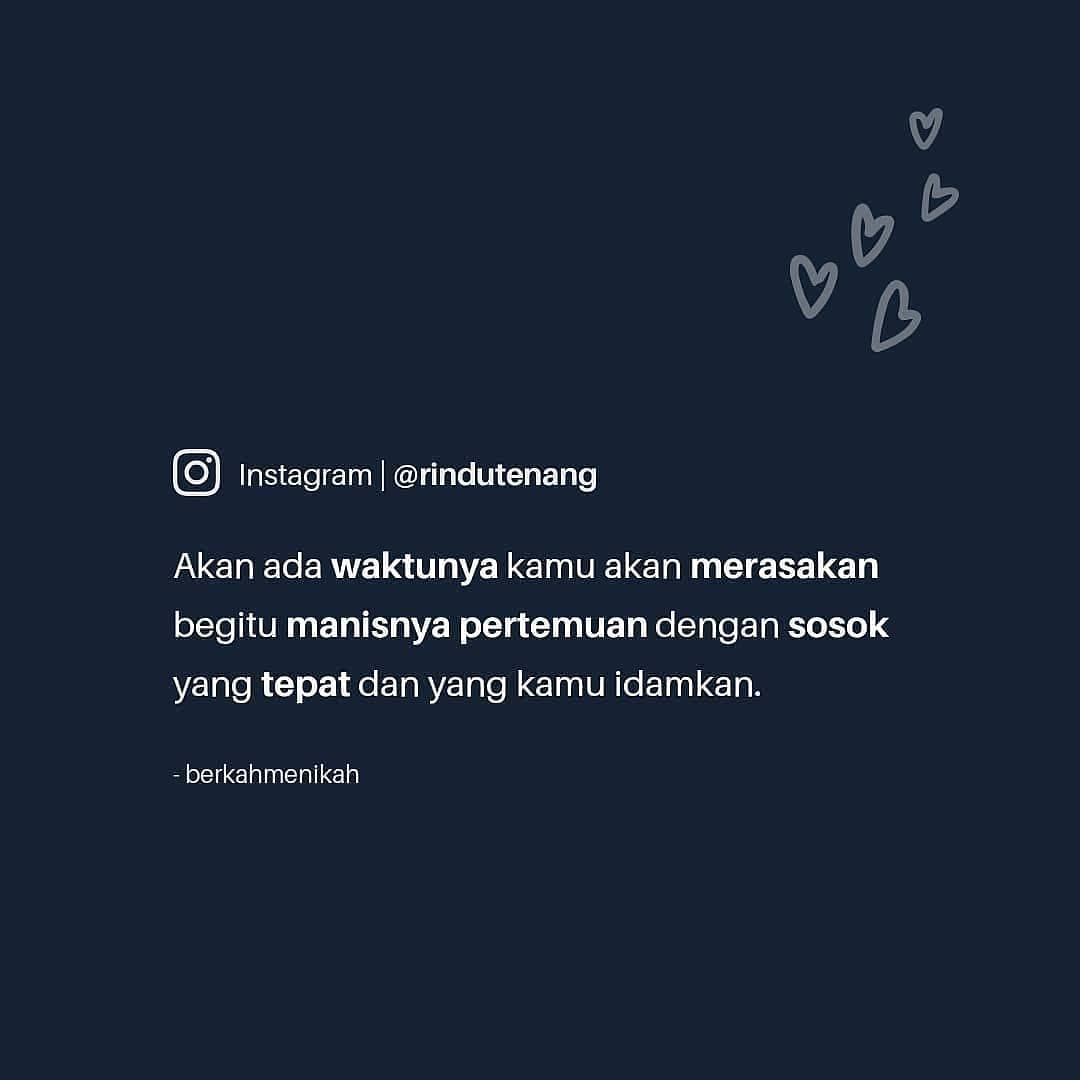 Instagram | @rindutenang
Akan ada waktunya kamu akan merasakan
begitu manisnya pertemuan dengan sosok
yang tepat dan yang kamu idamkan.
- berkahmenikah